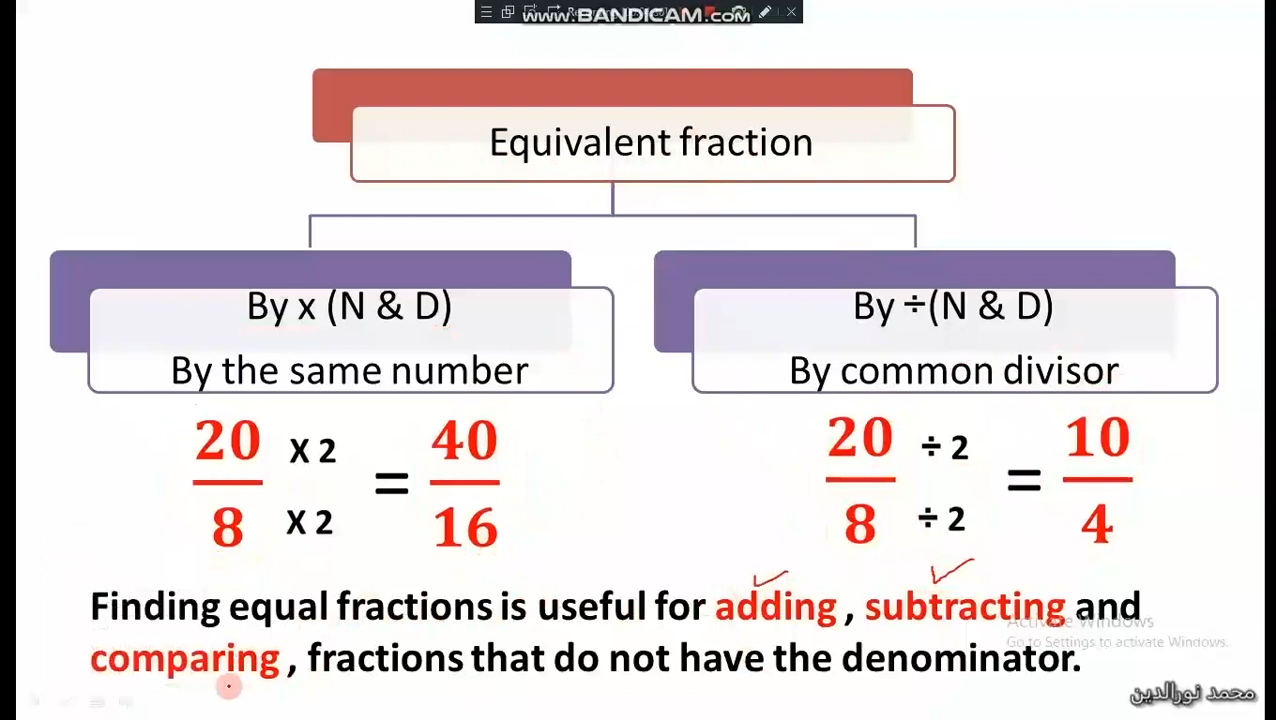 www.BANDICAM.com
Equivalent fraction
By x (N & D)
By the same number
By ÷(N & D)
By common divisor
20/8 X 2 X 2 = 40/16
20/8 ÷ 2 ÷ 2 = 10/4
Finding equal fractions is useful for adding , subtracting and
comparing , fractions that do not have the denominator.
Activate Windows
Go to Settings to activate Windows.
محمد نورالدين